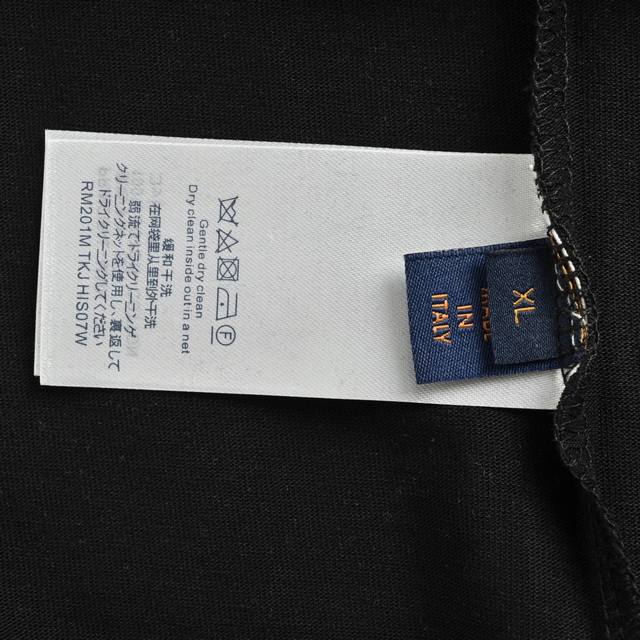 Gentle dry clean
Dry clean inside out in a net
缓和干洗
在网袋里从里到外干洗
弱流でドライクリーニング
クリーニングネットを使用し、裏返して
ドライクリーニングしてください
RM201M TKJ HIS07W
XL
MADE
IN
ITALY